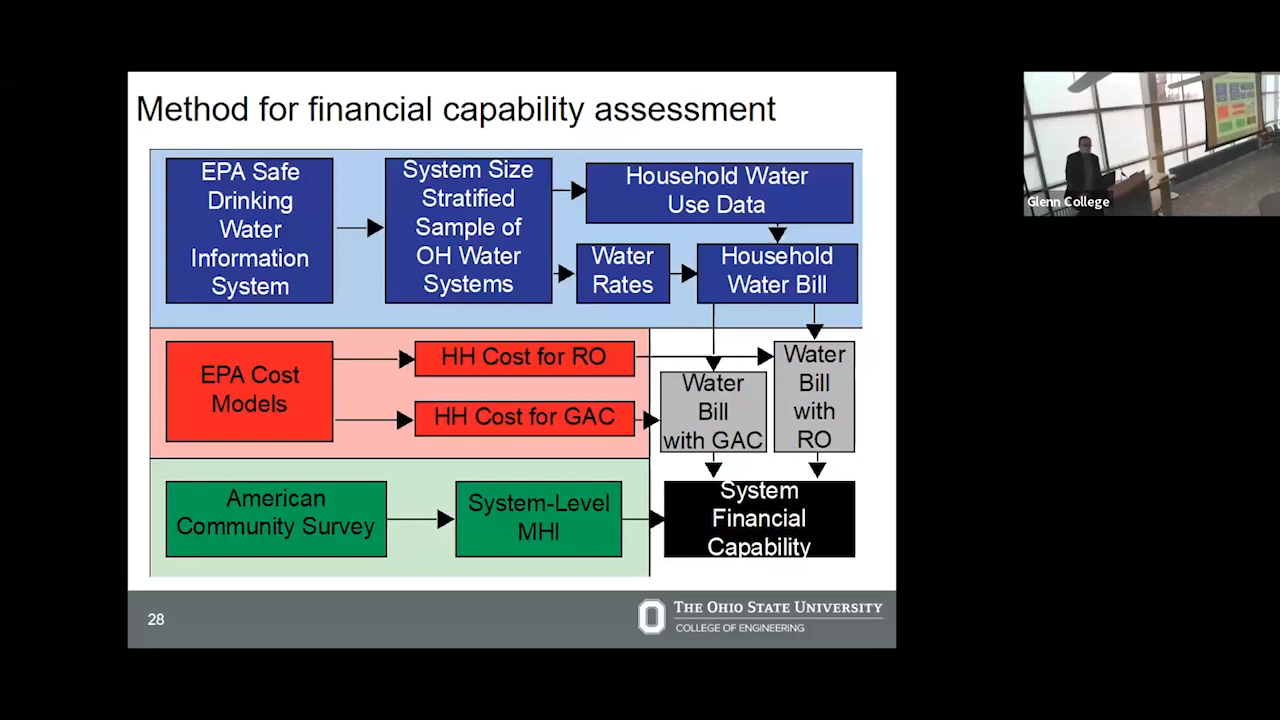 Method for financial capability assessment
EPA Safe
Drinking
Water
Information
System
System Size
Stratified
Sample of
OH Water
Systems
Household Water
Use Data
Water
Rates
Household
Water Bill
EPA Cost
Models
HH Cost for RO
HH Cost for GAC
Water
Bill
with GAC
Water
Bill
with
RO
American
Community Survey
System-Level
MHI
System
Financial
Capability
28
THE OHIO STATE UNIVERSITY
COLLEGE OF ENGINEERING
Glenn College